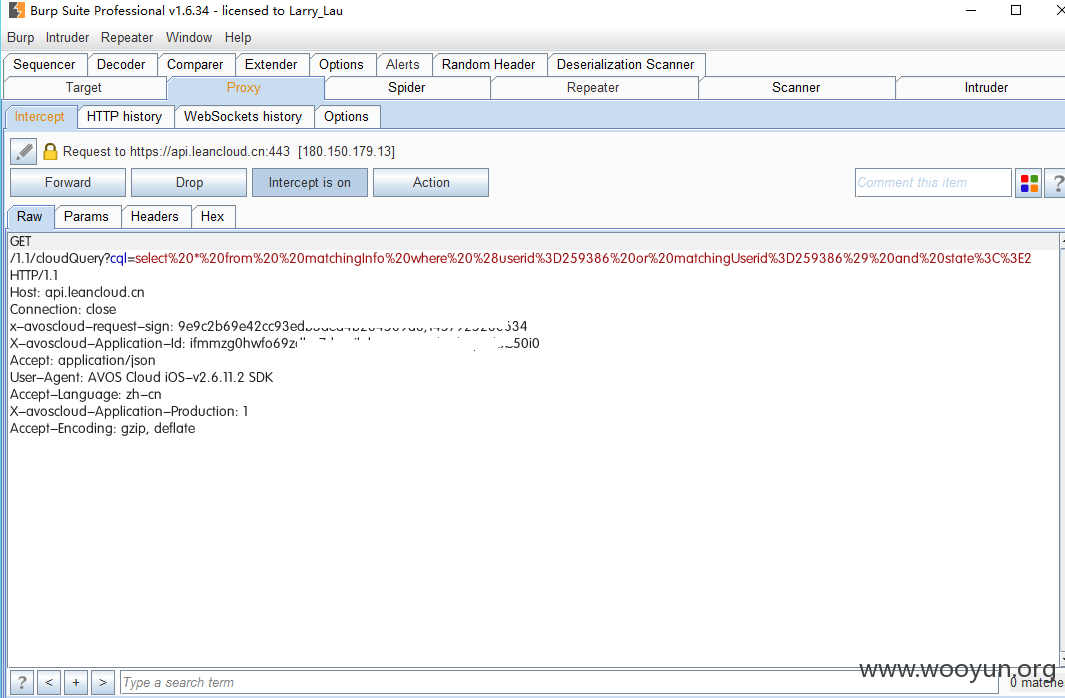 Burp Suite Professional v1.6.34 - licensed to Larry_Lau
Burp Intruder Repeater Window Help
Sequencer Decoder Comparer Extender Options Alerts Random Header Deserialization Scanner
Target Proxy Spider Repeater Scanner Intruder
Intercept HTTP history WebSockets history Options
Request to https://api.leancloud.cn:443 [180.150.179.13]
Forward Drop Intercept is on Action Comment this item ?
Raw Params Headers Hex
GET
/1.1/cloudQuery?cql=select%20*%20from%20%20matchingInfo%20where%20%28userid%3D259386%20or%20matchingUserid%3D259386%29%20and%20state%3C%3E2
HTTP/1.1
Host: api.leancloud.cn
Connection: close
x-avoscloud-request-sign:
X-avoscloud-Application-Id:
Accept: application/json
User-Agent: AVOS Cloud iOS-v2.6.11.2 SDK
Accept-Language: zh-cn
X-avoscloud-Application-Production: 1
Accept-Encoding: gzip, deflate
www.wooyun.org
? < + > Type a search term 0 matche